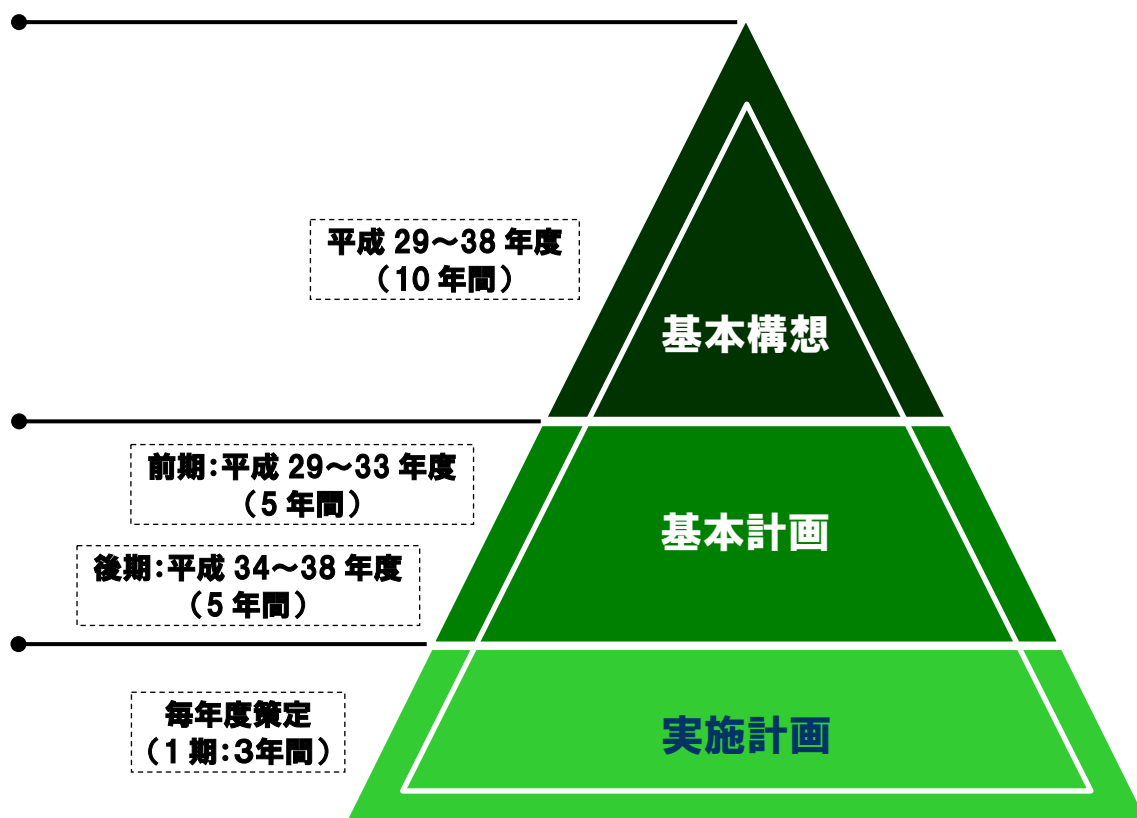 平成 29～38 年度
（10 年間）
基本構想
前期：平成 29～33 年度
（5 年間）
基本計画
後期：平成 34～38 年度
（5 年間）
毎年度策定
（1 期：3年間）
実施計画